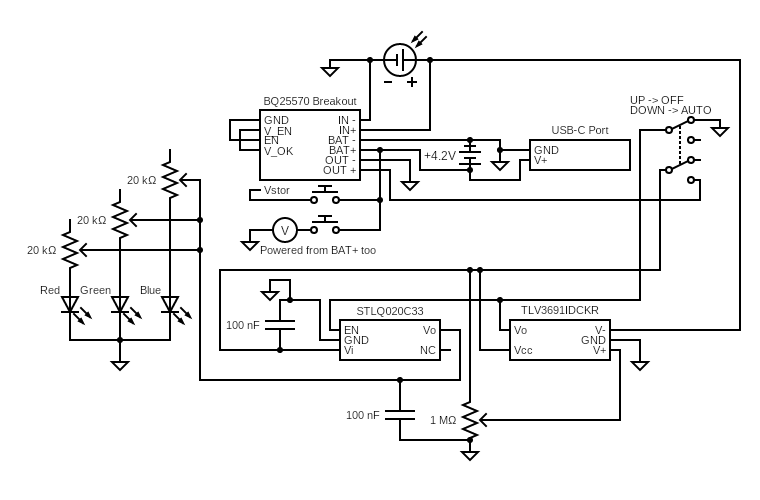 − +
BQ25570 Breakout
GND IN -
V_EN IN+
EN BAT -
V_OK BAT+
OUT -
OUT +
+4.2V
USB-C Port
GND
V+
UP -> OFF
DOWN -> AUTO
Vstor
V
Powered from BAT+ too
20 kΩ
20 kΩ
20 kΩ
Red Green Blue
100 nF
STLQ020C33
EN Vo
GND
Vi NC
TLV3691IDCKR
Vo V-
GND
Vcc V+
100 nF
1 MΩ